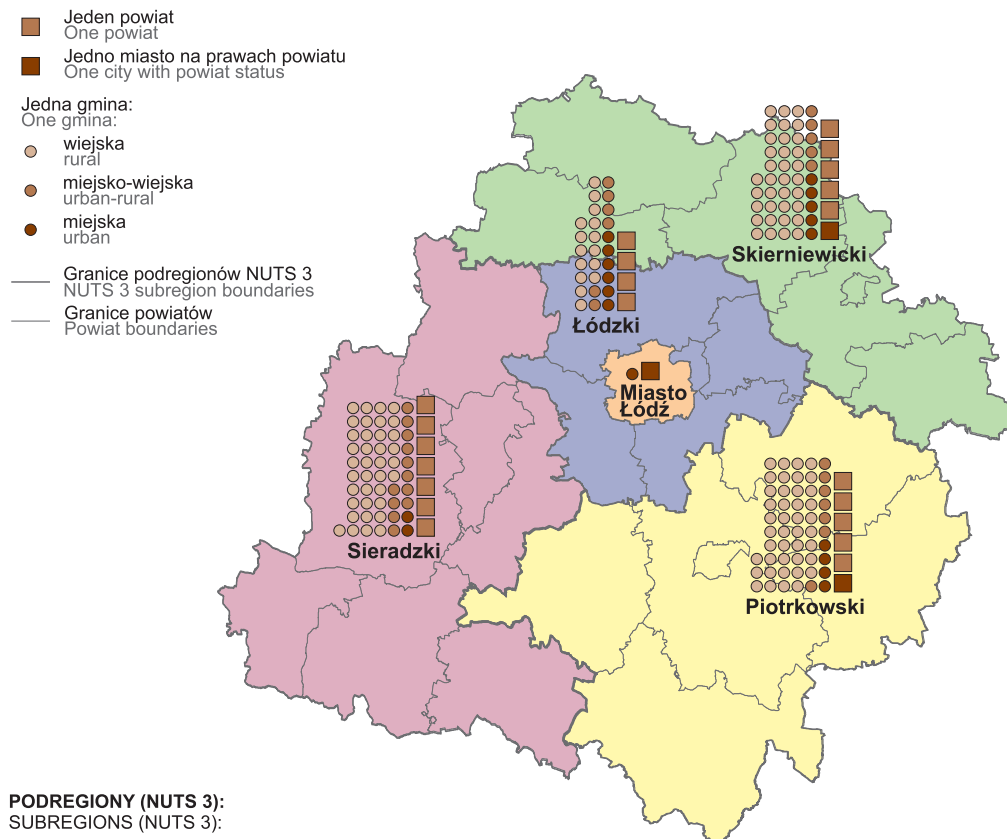 Jeden powiat
One powiat
Jedno miasto na prawach powiatu
One city with powiat status
Jedna gmina:
One gmina:
wiejska
rural
miejsko-wiejska
urban-rural
miejska
urban
Granice podregionów NUTS 3
NUTS 3 subregion boundaries
Granice powiatów
Powiat boundaries
Skierniewicki
Łódzki
Miasto
Łódź
Sieradzki
Piotrkowski
PODREGIONY (NUTS 3):
SUBREGIONS (NUTS 3):